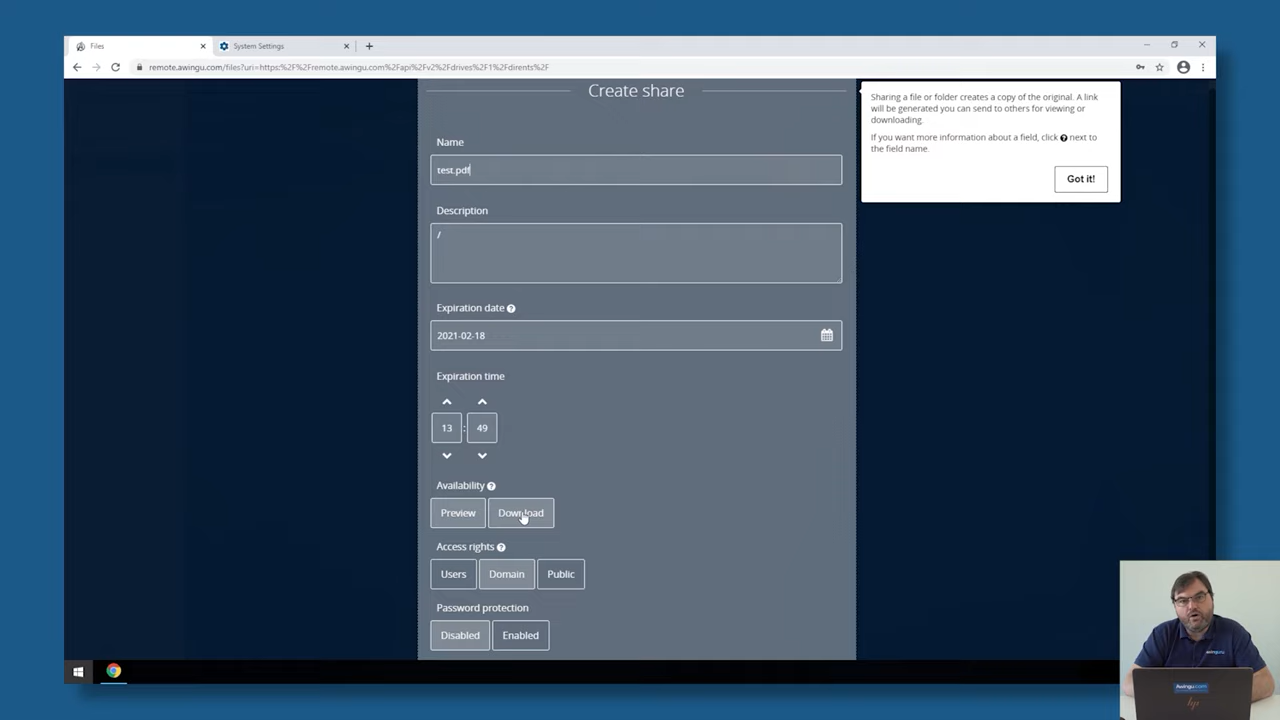 Files
System Settings
remote.awingu.com/files?uri=https:%2F%2Fremote.awingu.com%2Fapi%2Fv2%2Fdrives%2F1%2Fdirents%2F
Create share
Sharing a file or folder creates a copy of the original. A link
will be generated you can send to others for viewing or
downloading.
If you want more information about a field, click ? next to
the field name.
Got it!
Name
test.pdf
Description
/
Expiration date ?
2021-02-18
Expiration time
13 : 49
Availability ?
Preview Download
Access rights ?
Users Domain Public
Password protection
Disabled Enabled
awingu
Awingu.com
hp